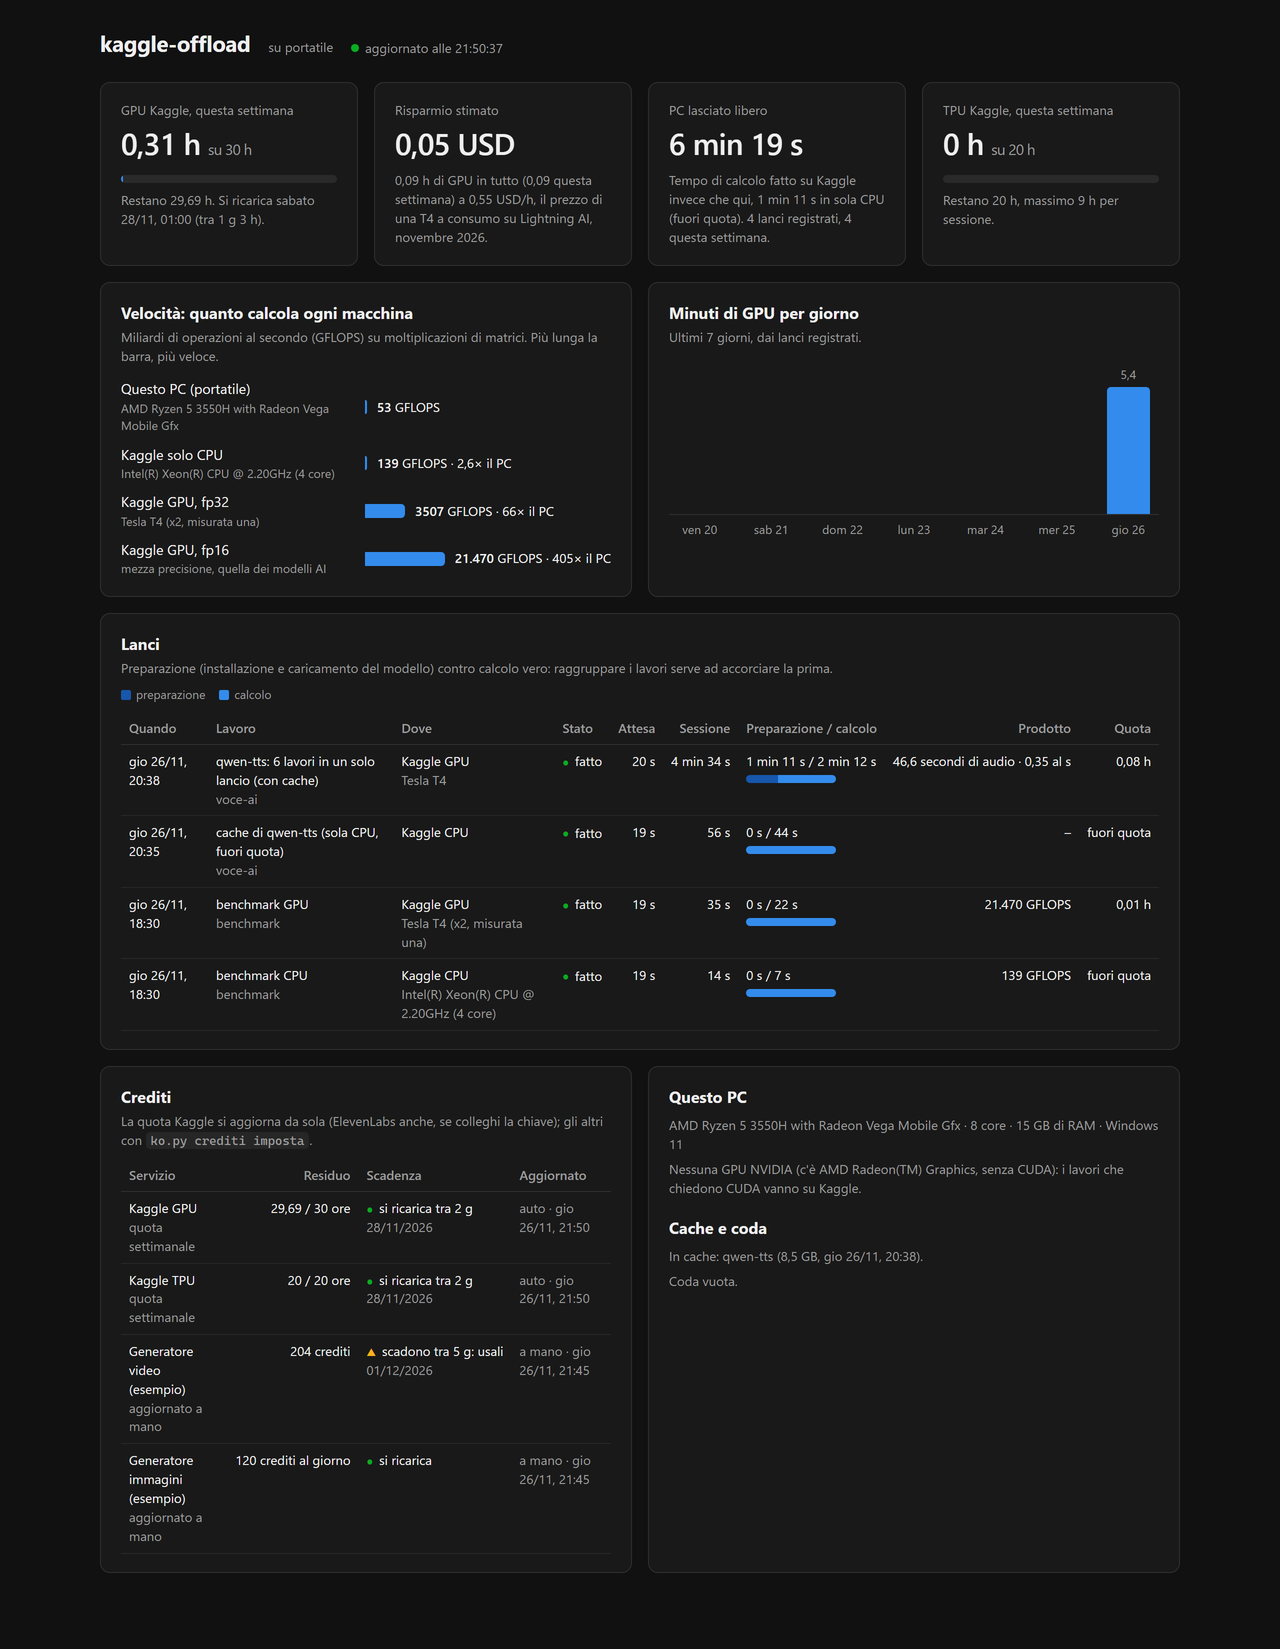 kaggle-offload su portatile aggiornato alle 21:50:37
GPU Kaggle, questa settimana
0,31 h su 30 h
Restano 29,69 h. Si ricarica sabato
28/11, 01:00 (tra 1 g 3 h).
Risparmio stimato
0,05 USD
0,09 h di GPU in tutto (0,09 questa
settimana) a 0,55 USD/h, il prezzo di
una T4 a consumo su Lightning AI,
novembre 2026.
PC lasciato libero
6 min 19 s
Tempo di calcolo fatto su Kaggle
invece che qui, 1 min 11 s in sola CPU
(fuori quota). 4 lanci registrati, 4
questa settimana.
TPU Kaggle, questa settimana
0 h su 20 h
Restano 20 h, massimo 9 h per
sessione.
Velocità: quanto calcola ogni macchina
Miliardi di operazioni al secondo (GFLOPS) su moltiplicazioni di matrici. Più lunga la
barra, più veloce.
Questo PC (portatile)
AMD Ryzen 5 3550H with Radeon Vega
Mobile Gfx
53 GFLOPS
Kaggle solo CPU
Intel(R) Xeon(R) CPU @ 2.20GHz (4 core)
139 GFLOPS · 2,6× il PC
Kaggle GPU, fp32
Tesla T4 (x2, misurata una)
3507 GFLOPS · 66× il PC
Kaggle GPU, fp16
mezza precisione, quella dei modelli AI
21.470 GFLOPS · 405× il PC
Minuti di GPU per giorno
Ultimi 7 giorni, dai lanci registrati.
5,4
ven 20 sab 21 dom 22 lun 23 mar 24 mer 25 gio 26
Lanci
Preparazione (installazione e caricamento del modello) contro calcolo vero: raggruppare i lavori serve ad accorciare la prima.
preparazione calcolo
Quando Lavoro Dove Stato Attesa Sessione Preparazione / calcolo Prodotto Quota
gio 26/11, qwen-tts: 6 lavori in un solo Kaggle GPU fatto 20 s 4 min 34 s 1 min 11 s / 2 min 12 s 46,6 secondi di audio · 0,35 al s 0,08 h
20:38 lancio (con cache) Tesla T4
voce-ai
gio 26/11, cache di qwen-tts (sola CPU, Kaggle CPU fatto 19 s 56 s 0 s / 44 s – fuori quota
20:35 fuori quota)
voce-ai
gio 26/11, benchmark GPU Kaggle GPU fatto 19 s 35 s 0 s / 22 s 21.470 GFLOPS 0,01 h
18:30 benchmark Tesla T4 (x2, misurata
una)
gio 26/11, benchmark CPU Kaggle CPU fatto 19 s 14 s 0 s / 7 s 139 GFLOPS fuori quota
18:30 benchmark Intel(R) Xeon(R) CPU @
2.20GHz (4 core)
Crediti
La quota Kaggle si aggiorna da sola (ElevenLabs anche, se colleghi la chiave); gli altri
con ko.py crediti imposta.
Servizio Residuo Scadenza Aggiornato
Kaggle GPU 29,69 / 30 ore si ricarica tra 2 g auto · gio
quota 28/11/2026 26/11, 21:50
settimanale
Kaggle TPU 20 / 20 ore si ricarica tra 2 g auto · gio
quota 28/11/2026 26/11, 21:50
settimanale
Generatore 204 crediti scadono tra 5 g: usali a mano · gio
video 01/12/2026 26/11, 21:45
(esempio)
aggiornato a
mano
Generatore 120 crediti al giorno si ricarica a mano · gio
immagini 26/11, 21:45
(esempio)
aggiornato a
mano
Questo PC
AMD Ryzen 5 3550H with Radeon Vega Mobile Gfx · 8 core · 15 GB di RAM · Windows
11
Nessuna GPU NVIDIA (c'è AMD Radeon(TM) Graphics, senza CUDA): i lavori che
chiedono CUDA vanno su Kaggle.
Cache e coda
In cache: qwen-tts (8,5 GB, gio 26/11, 20:38).
Coda vuota.